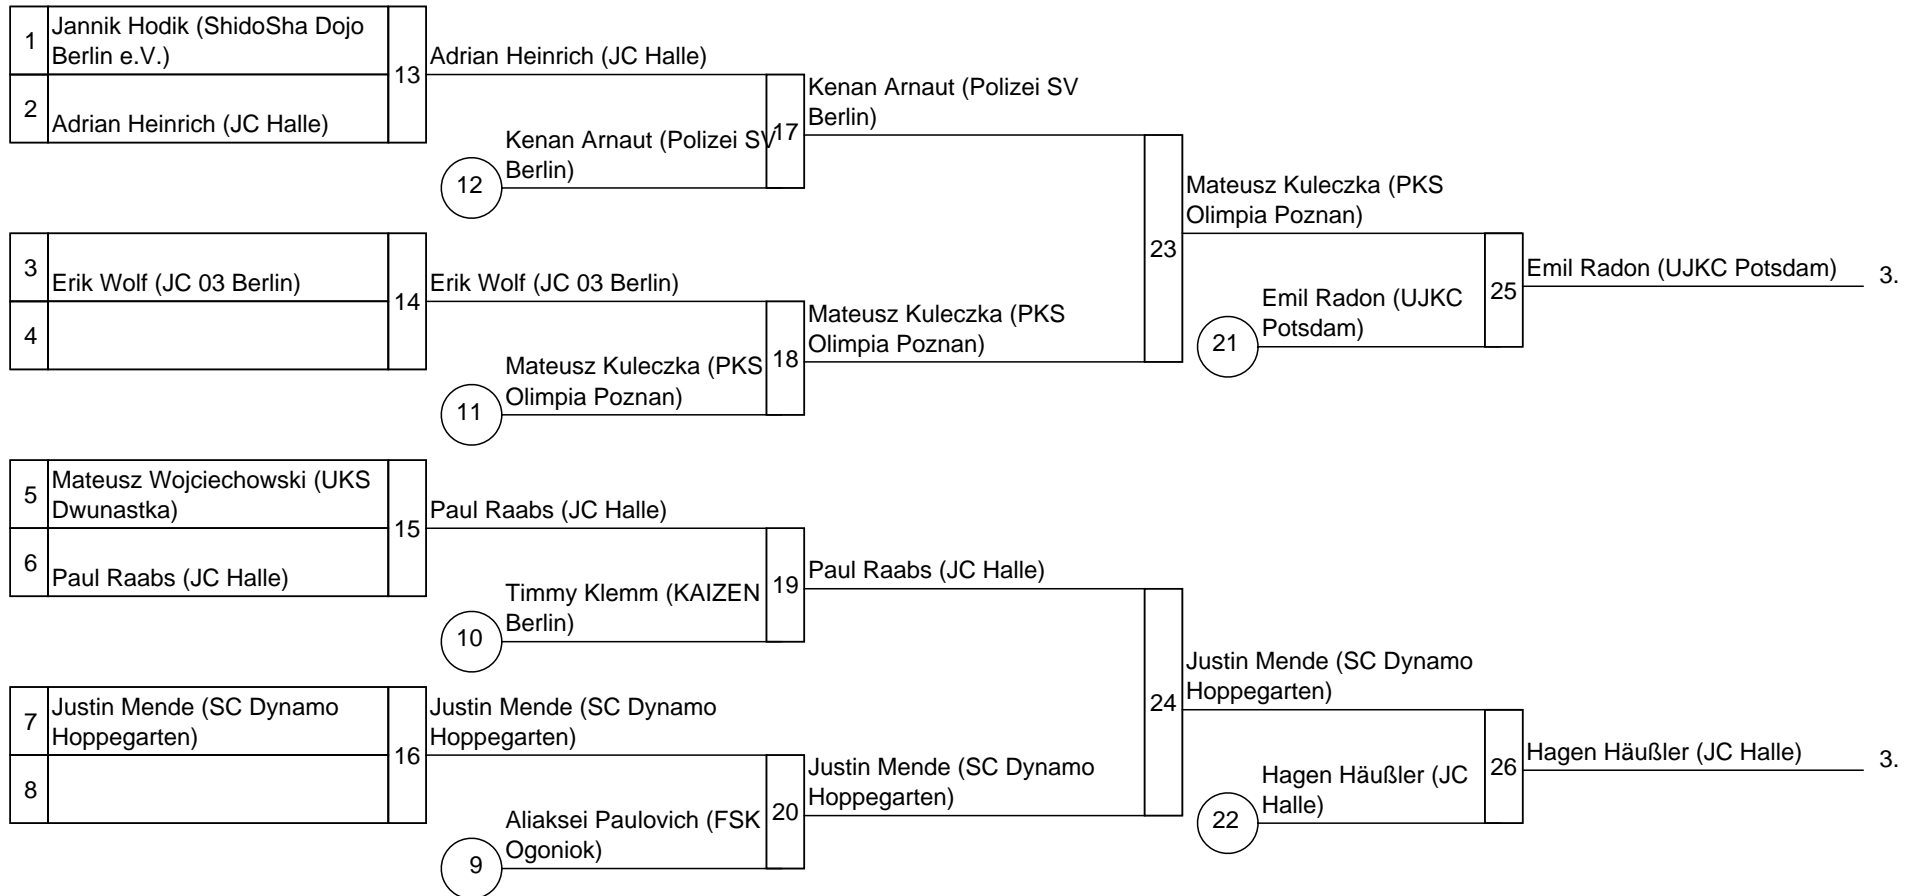 1
Jannik Hodik (ShidoSha Dojo
Berlin e.V.)
2
Adrian Heinrich (JC Halle)
13
Adrian Heinrich (JC Halle)
12
Kenan Arnaut (Polizei SV
Berlin)
17
Kenan Arnaut (Polizei SV
Berlin)
3
Erik Wolf (JC 03 Berlin)
4
14
Erik Wolf (JC 03 Berlin)
11
Mateusz Kuleczka (PKS
Olimpia Poznan)
18
Mateusz Kuleczka (PKS
Olimpia Poznan)
23
Mateusz Kuleczka (PKS
Olimpia Poznan)
21
Emil Radon (UJKC
Potsdam)
25
Emil Radon (UJKC Potsdam)
3.
5
Mateusz Wojciechowski (UKS
Dwunastka)
6
Paul Raabs (JC Halle)
15
Paul Raabs (JC Halle)
10
Timmy Klemm (KAIZEN
Berlin)
19
Paul Raabs (JC Halle)
7
Justin Mende (SC Dynamo
Hoppegarten)
8
16
Justin Mende (SC Dynamo
Hoppegarten)
9
Aliaksei Paulovich (FSK
Ogoniok)
20
Justin Mende (SC Dynamo
Hoppegarten)
24
Justin Mende (SC Dynamo
Hoppegarten)
22
Hagen Häußler (JC
Halle)
26
Hagen Häußler (JC Halle)
3.